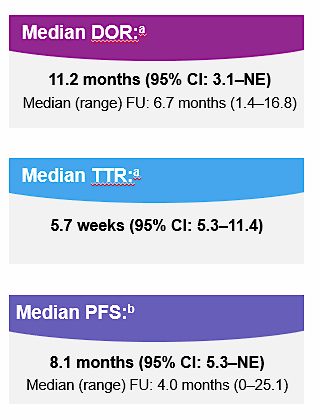 Median DOR:ᵃ
11.2 months (95% CI: 3.1–NE)
Median (range) FU: 6.7 months (1.4–16.8)
Median TTR:ᵃ
5.7 weeks (95% CI: 5.3–11.4)
Median PFS:ᵇ
8.1 months (95% CI: 5.3–NE)
Median (range) FU: 4.0 months (0–25.1)